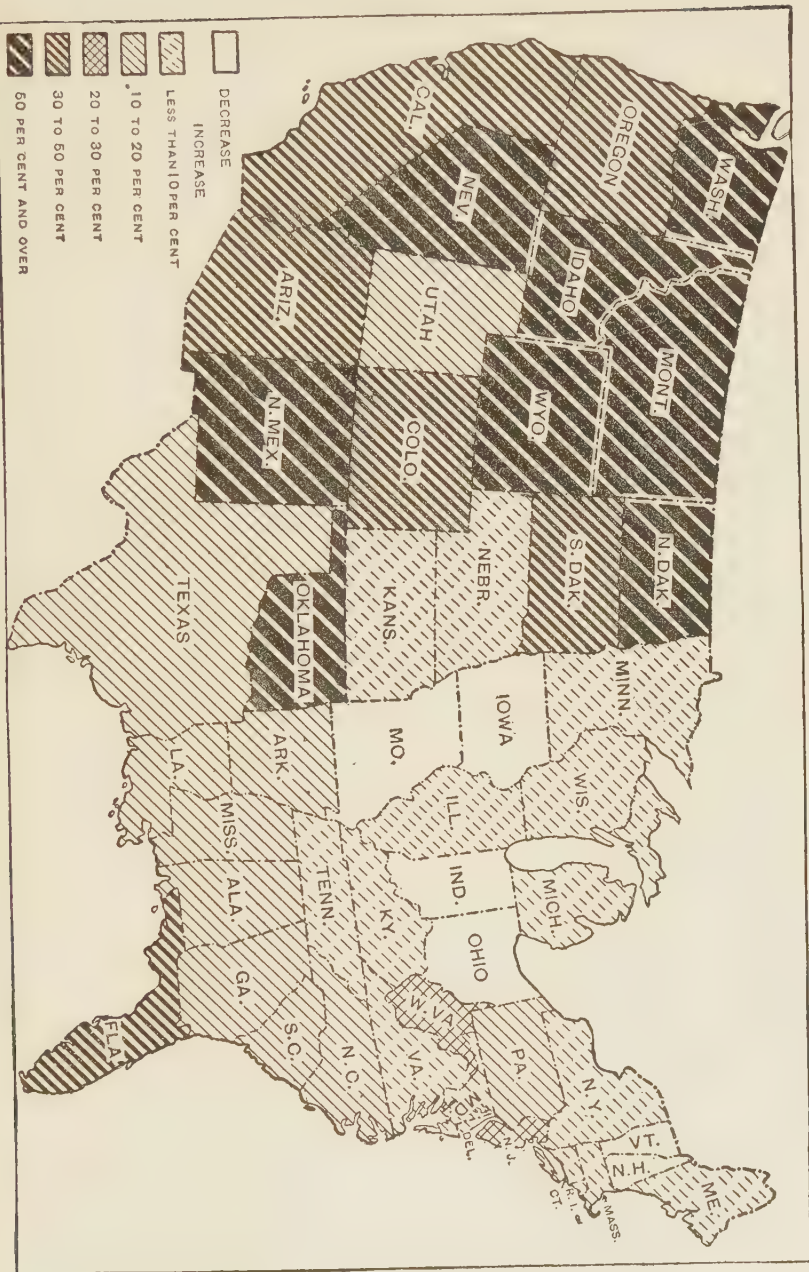 WASH.
OREGON
CAL.
NEV.
IDAHO
MONT.
WYO.
UTAH
ARIZ.
N. MEX.
COLO
N. DAK.
S. DAK.
NEBR.
KANS.
OKLAHOMA
TEXAS
MINN.
IOWA
MO.
ARK.
LA.
WIS.
ILL.
MICH.
IND.
OHIO
KY.
TENN.
MISS.
ALA.
GA.
FLA.
S.C.
N.C.
VA.
W. VA.
PA.
N.Y.
VT.
N.H.
ME.
MASS.
R.I.
CT.
N.J.
DEL.
DECREASE
INCREASE
LESS THAN 10 PER CENT
10 TO 20 PER CENT
20 TO 30 PER CENT
30 TO 50 PER CENT
50 PER CENT AND OVER